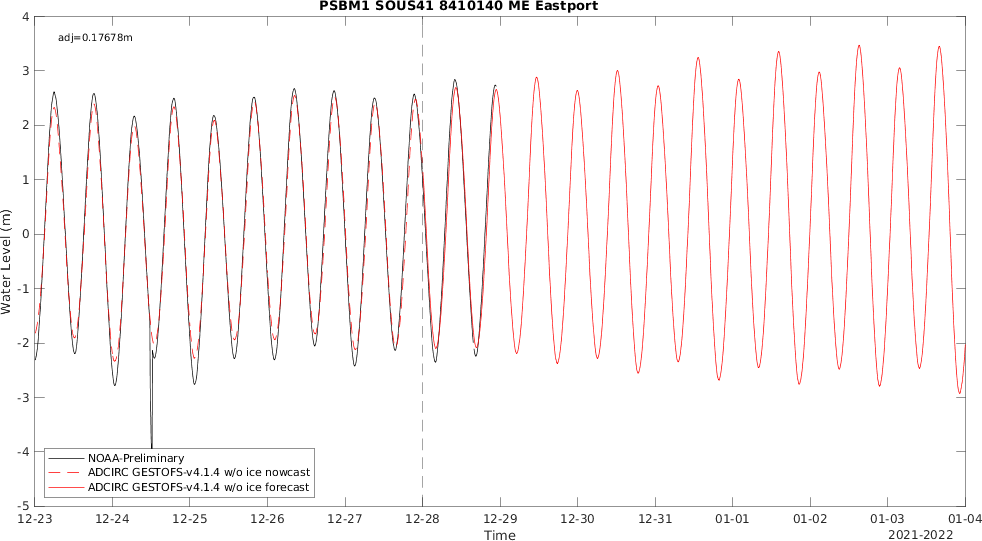 PSBM1 SOUS41 8410140 ME Eastport
adj=0.17678m
Water Level (m)
4
3
2
1
0
-1
-2
-3
-4
-5
NOAA-Preliminary
ADCIRC GESTOFS-v4.1.4 w/o ice nowcast
ADCIRC GESTOFS-v4.1.4 w/o ice forecast
12-23 12-24 12-25 12-26 12-27 12-28 12-29 12-30 12-31 01-01 01-02 01-03 01-04
Time
2021-2022